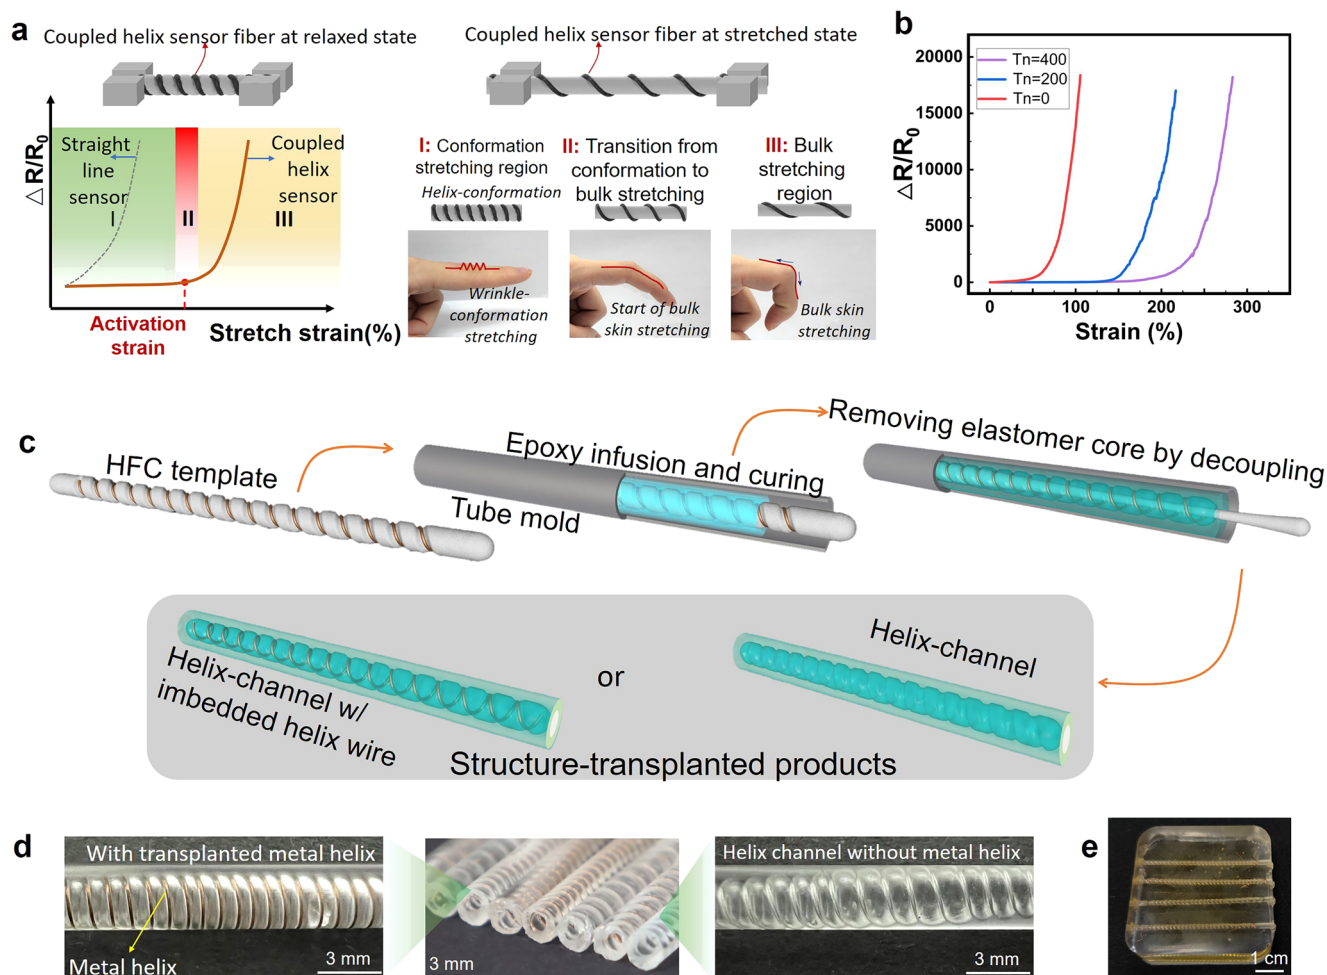 a
Coupled helix sensor fiber at relaxed state
Coupled helix sensor fiber at stretched state
△R/R₀
Straight
line
sensor
I
II
III
Coupled
helix
sensor
Activation
strain
Stretch strain(%)
I: Conformation
stretching region
Helix-conformation
II: Transition from
conformation to
bulk stretching
III: Bulk
stretching
region
Wrinkle-
conformation
stretching
Start of bulk
skin stretching
Bulk skin
stretching
b
△R/R₀
20000
15000
10000
5000
0
Tn=400
Tn=200
Tn=0
0
100
200
300
Strain (%)
c
HFC template
Epoxy infusion and curing
Tube mold
Removing elastomer core by decoupling
Helix-channel w/
imbedded helix wire
or
Helix-channel
Structure-transplanted products
d
With transplanted metal helix
Metal helix
3 mm
3 mm
Helix channel without metal helix
3 mm
e
1 cm